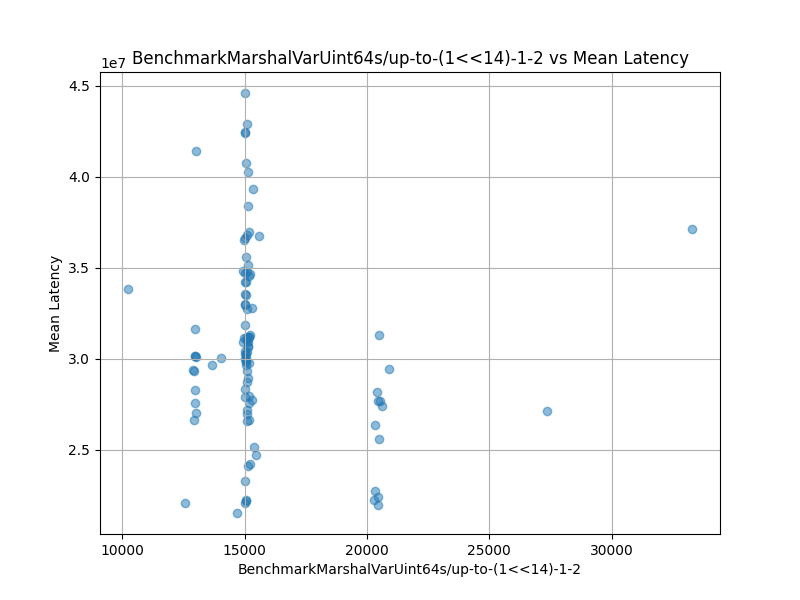 BenchmarkMarshalVarUint64s/up-to-(1<<14)-1-2 vs Mean Latency
1e7
4.5
4.0
3.5
3.0
2.5
Mean Latency
10000 15000 20000 25000 30000
BenchmarkMarshalVarUint64s/up-to-(1<<14)-1-2